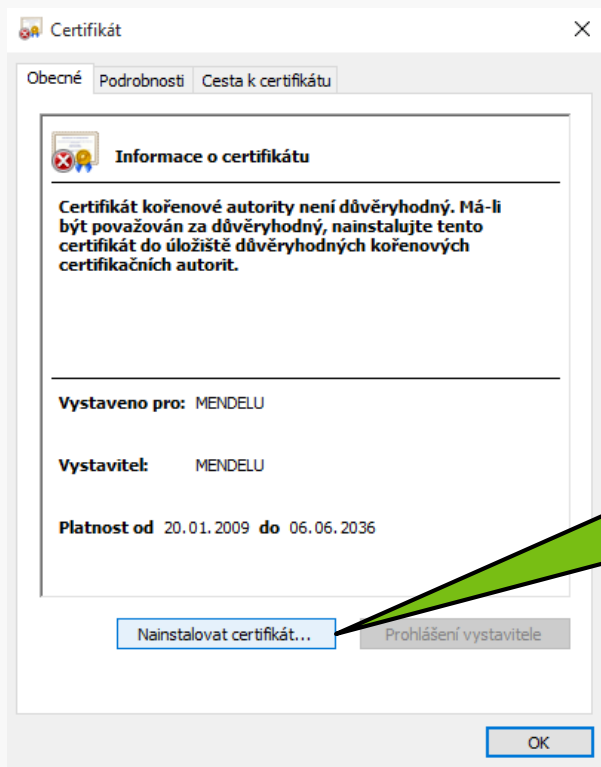 Certifikát
Obecné Podrobnosti Cesta k certifikátu
Informace o certifikátu
Certifikát kořenové autority není důvěryhodný. Má-li
být považován za důvěryhodný, nainstalujte tento
certifikát do úložiště důvěryhodných kořenových
certifikačních autorit.
Vystaveno pro: MENDELU
Vystavitel: MENDELU
Platnost od 20.01.2009 do 06.06.2036
Nainstalovat certifikát... Prohlášení vystavitele
OK